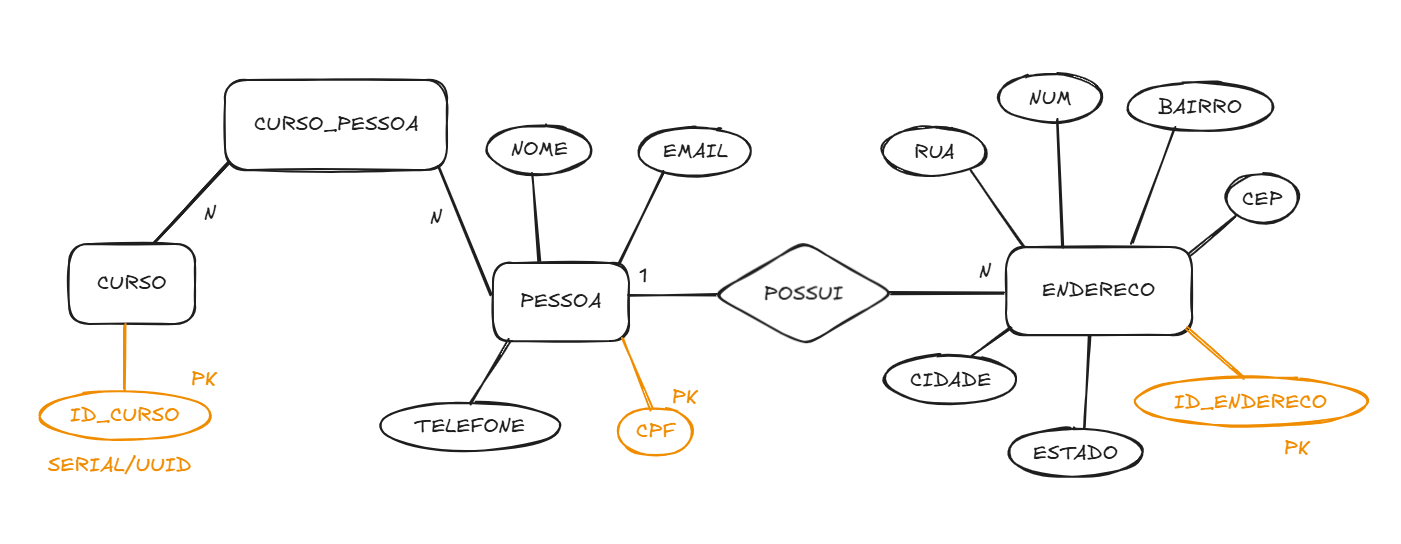 NUM
BAIRRO
CURSO_PESSOA
NOME
EMAIL
RUA
CEP
N
N
CURSO
PESSOA
1
POSSUI
N
ENDERECO
PK
CIDADE
ID_ENDERECO
PK
ID_CURSO
TELEFONE
CPF
PK
ESTADO
SERIAL/UUID